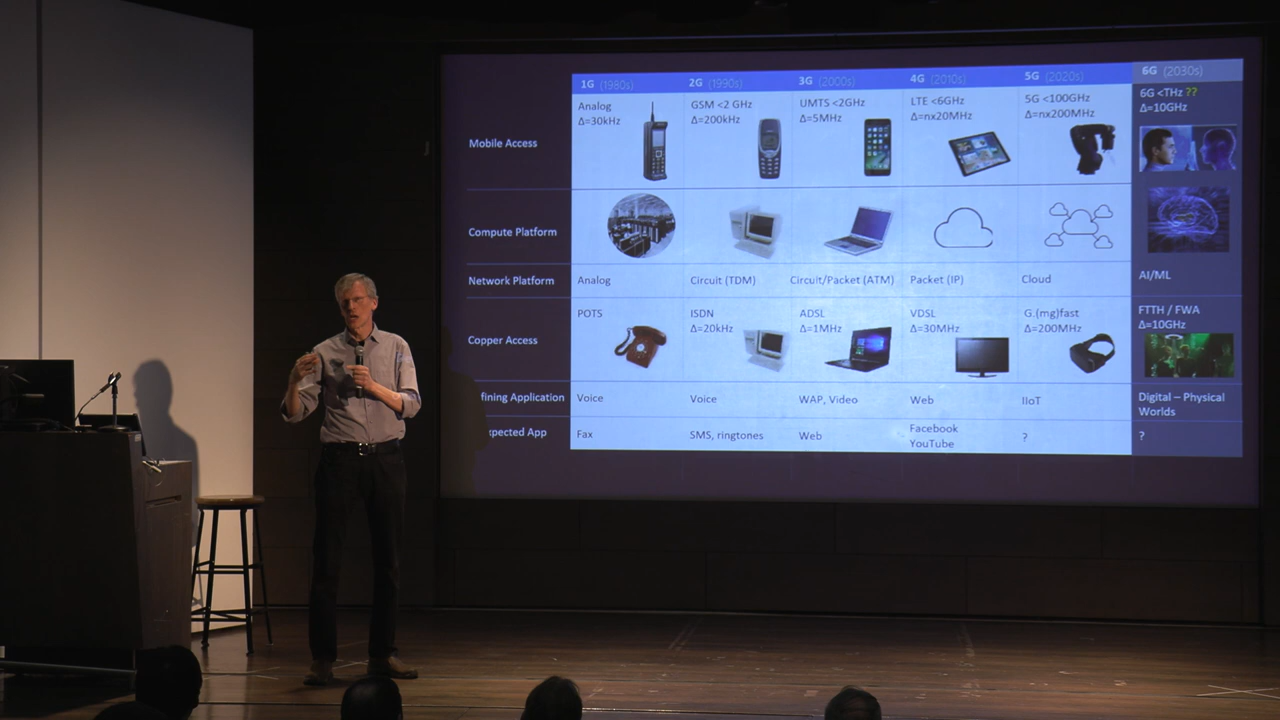 1G (1980s) 2G (1990s) 3G (2000s) 4G (2010s) 5G (2020s) 6G (2030s)
Mobile Access
Analog
Δ=30kHz
GSM <2 GHz
Δ=200kHz
UMTS <2GHz
Δ=5MHz
LTE <6GHz
Δ=nx20MHz
5G <100GHz
Δ=nx200MHz
6G <THz ??
Δ=10GHz
Compute Platform
Network Platform
Analog
Circuit (TDM)
Circuit/Packet (ATM)
Packet (IP)
Cloud
AI/ML
Copper Access
POTS
ISDN
Δ=20kHz
ADSL
Δ=1MHz
VDSL
Δ=30MHz
G.(mg)fast
Δ=200MHz
FTTH / FWA
Δ=10GHz
fining Application
Voice
Voice
WAP, Video
Web
IIoT
Digital – Physical
Worlds
xpected App
Fax
SMS, ringtones
Web
Facebook
YouTube
?
?